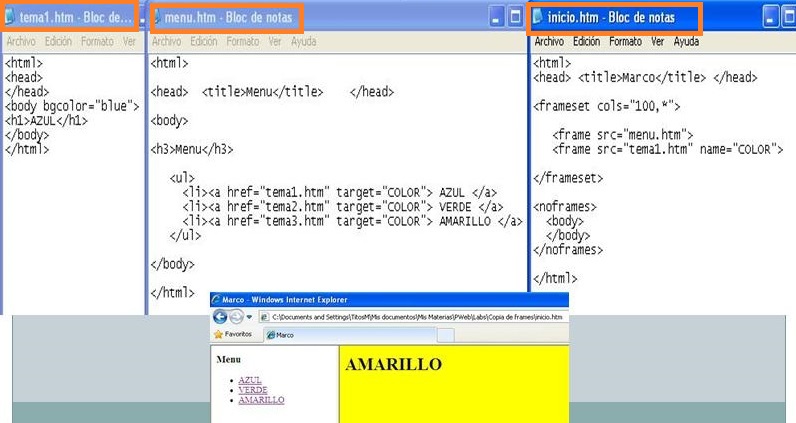 tema1.htm - Bloc de...
Archivo Edición Formato Ver
<html>
<head>
</head>
<body bgcolor="blue">
<h1>AZUL</h1>
</body>
</html>
menu.htm - Bloc de notas
Archivo Edición Formato Ver Ayuda
<html>
<head> <title>Menu</title> </head>
<body>
<h3>Menu</h3>
<ul>
<li><a href="tema1.htm" target="COLOR"> AZUL </a>
<li><a href="tema2.htm" target="COLOR"> VERDE </a>
<li><a href="tema3.htm" target="COLOR"> AMARILLO </a>
</ul>
</body>
</html>
inicio.htm - Bloc de notas
Archivo Edición Formato Ver Ayuda
<html>
<head> <title>Marco</title> </head>
<frameset cols="100,*">
<frame src="menu.htm">
<frame src="tema1.htm" name="COLOR">
</frameset>
<noframes>
<body>
</body>
</noframes>
</html>
Marco - Windows Internet Explorer
C:\Documents and Settings\TitosM\Mis documentos\Mis Materias\PWeb\Labs\Copia de frames\inicio.htm
Favoritos Marco
Menu
AZUL
VERDE
AMARILLO
AMARILLO